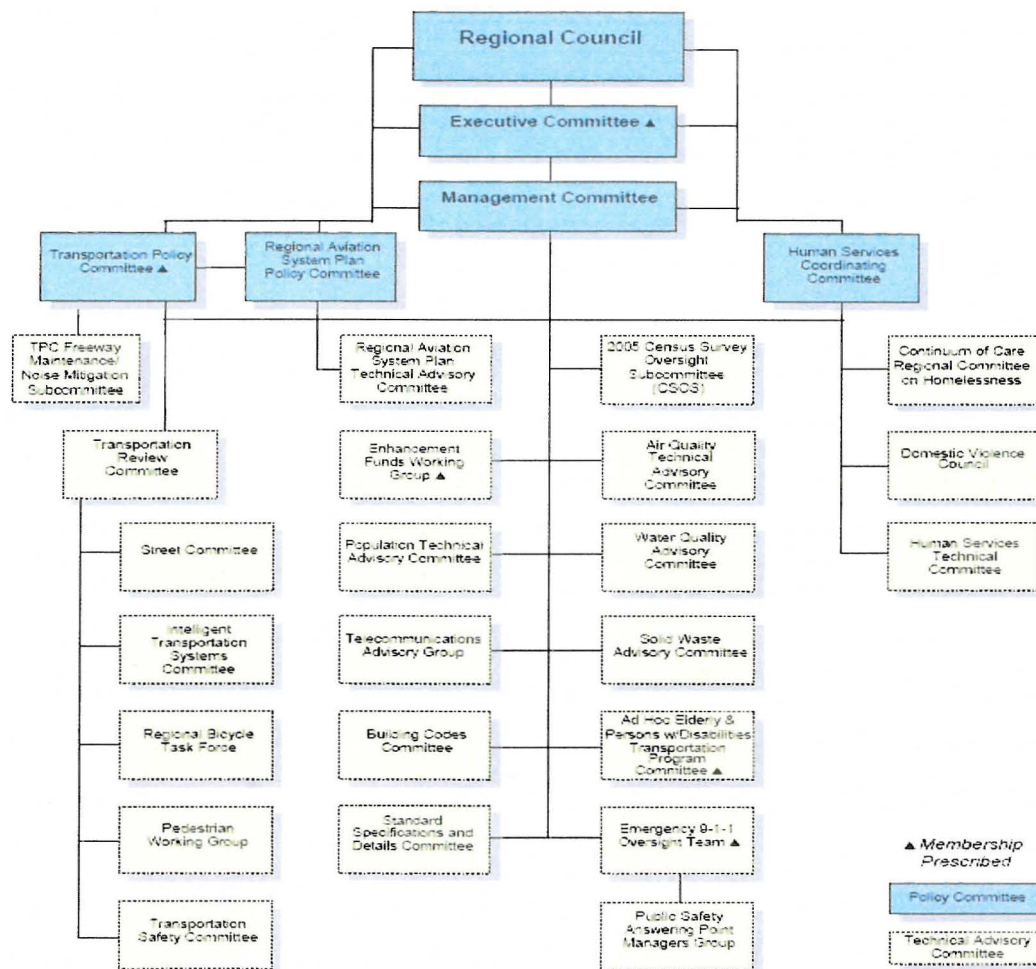 Regional Council
Executive Committee ▲
Management Committee
Transportation Policy
Committee ▲
Regional Aviation
System Plan
Policy Committee
Human Services
Coordinating
Committee
TPC Freeway
Maintenance/
Noise Mitigation
Subcommittee
Regional Aviation
System Plan
Technical Advisory
Committee
2005 Census Survey
Oversight
Subcommittee
(CSOS)
Continuum of Care
Regional Committee
on Homelessness
Transportation
Review
Committee
Enhancement
Funds Working
Group ▲
Air Quality
Technical
Advisory
Committee
Domestic Violence
Council
Street Committee
Population Technical
Advisory Committee
Water Quality
Advisory
Committee
Human Services
Technical
Committee
Intelligent
Transportation
Systems
Committee
Telecommunications
Advisory Group
Solid Waste
Advisory Committee
Regional Bicycle
Task Force
Building Codes
Committee
Ad Hoc Elderly &
Persons w/Disabilities
Transportation
Program
Committee ▲
Pedestrian
Working Group
Standard
Specifications and
Details Committee
Emergency 9-1-1
Oversight Team ▲
Transportation
Safety Committee
Public Safety
Answering Point
Managers Group
▲ Membership
Prescribed
Policy Committee
Technical Advisory
Committee